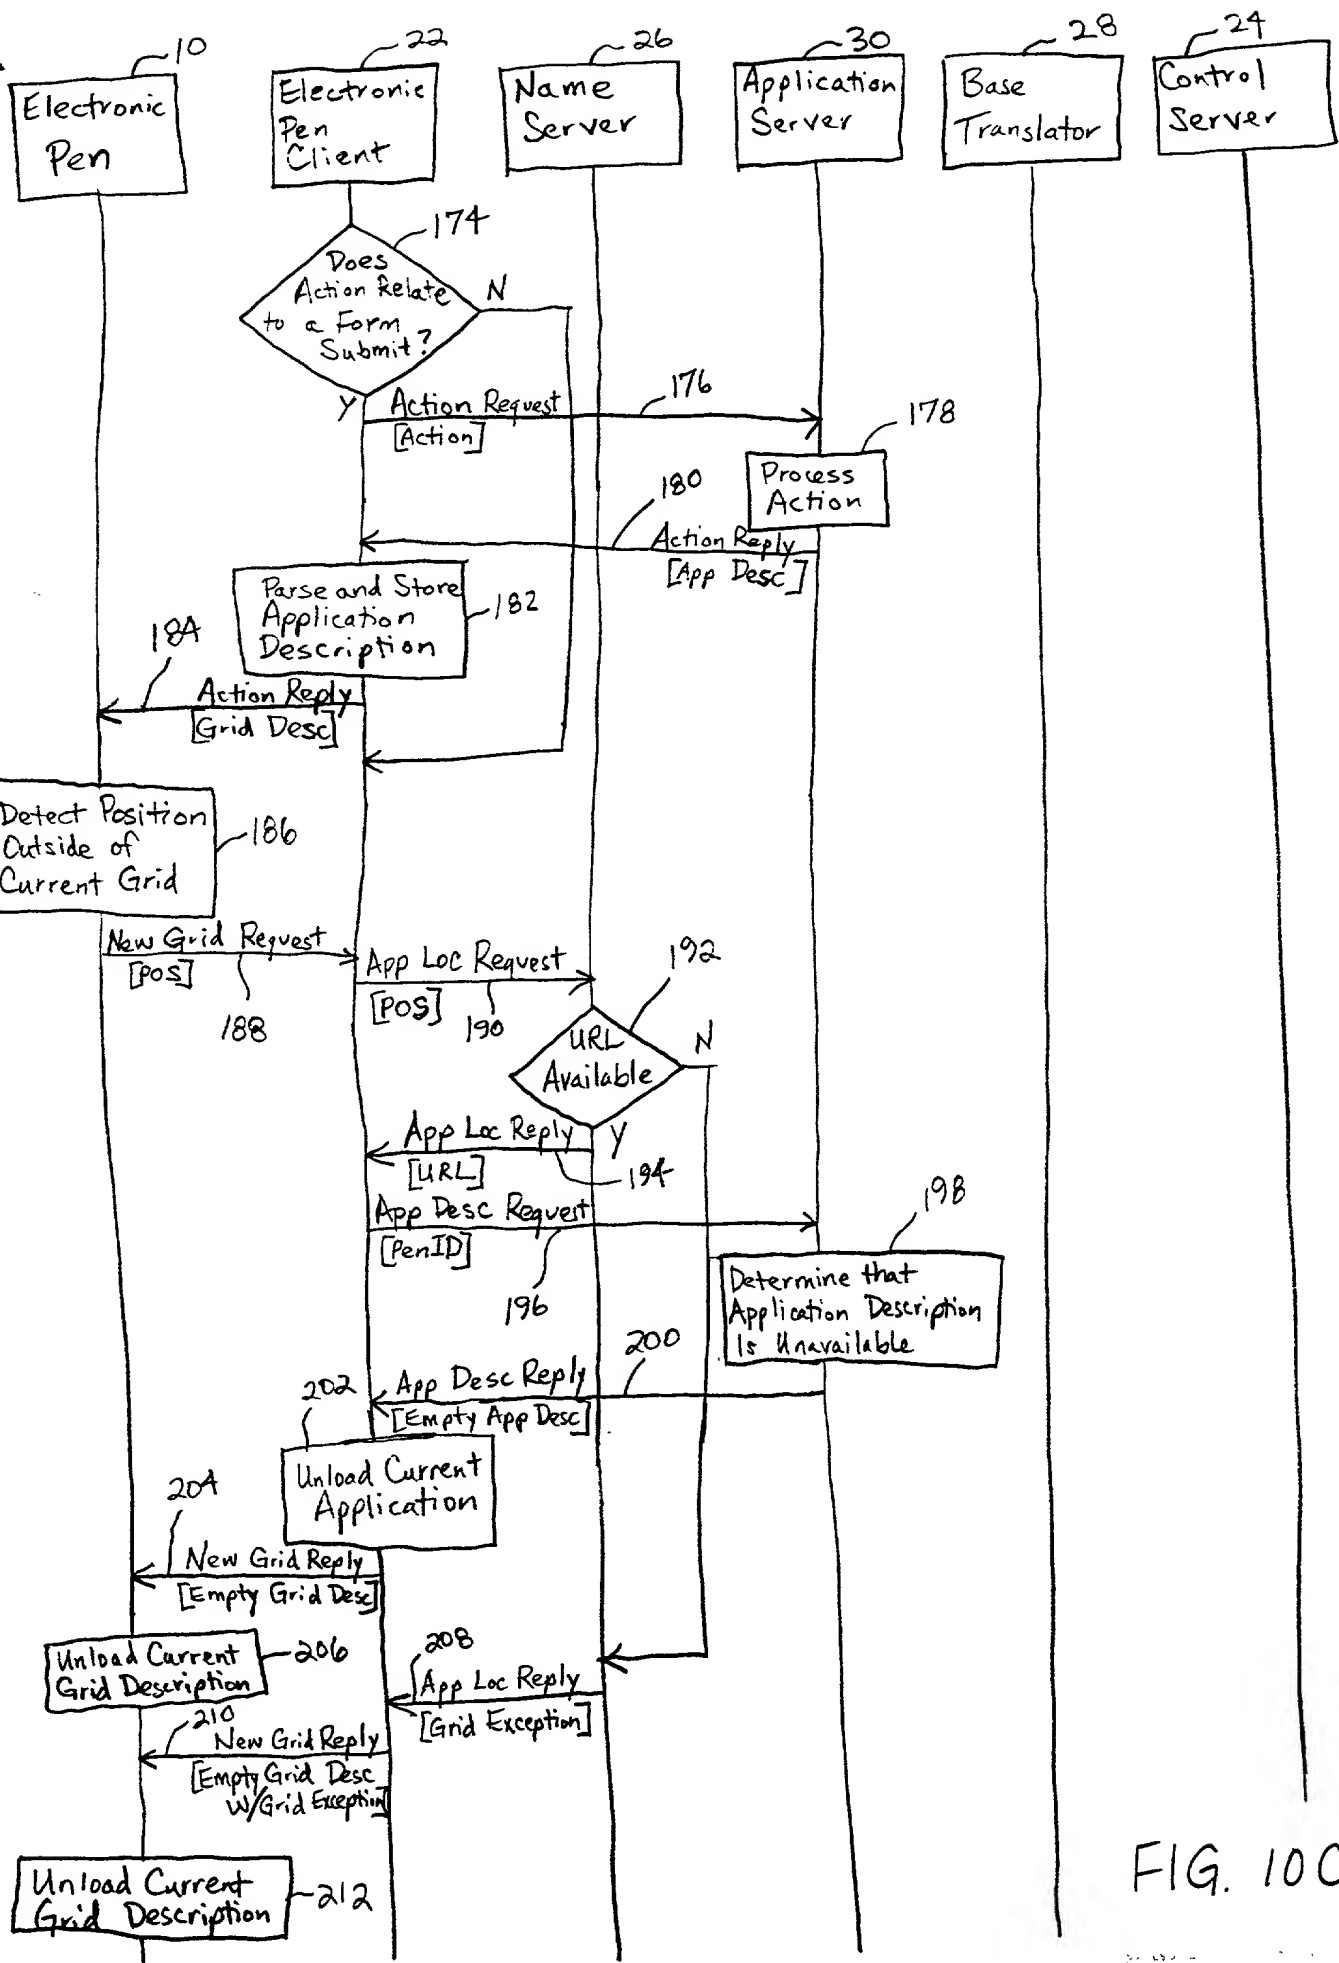 10
22
26
30
28
24
Electronic
Pen
Electronic
Pen
Client
Name
Server
Application
Server
Base
Translator
Control
Server
174
Does
Action Relate
to a Form
Submit?
N
Y
Action Request
[Action]
176
178
Process
Action
180
Action Reply
[App Desc]
Parse and Store
Application
Description
182
184
Action Reply
[Grid Desc]
Detect Position
Outside of
Current Grid
186
New Grid Request
[POS]
188
App Loc Request
[POS]
190
192
URL
Available
N
Y
App Loc Reply
[URL]
194
App Desc Request
[PenID]
196
198
Determine that
Application Description
Is Unavailable
200
App Desc Reply
[Empty App Desc]
202
Unload Current
Application
204
New Grid Reply
[Empty Grid Desc]
Unload Current
Grid Description
206
208
App Loc Reply
[Grid Exception]
210
New Grid Reply
[Empty Grid Desc
W/Grid Exception]
Unload Current
Grid Description
212
FIG. 10C